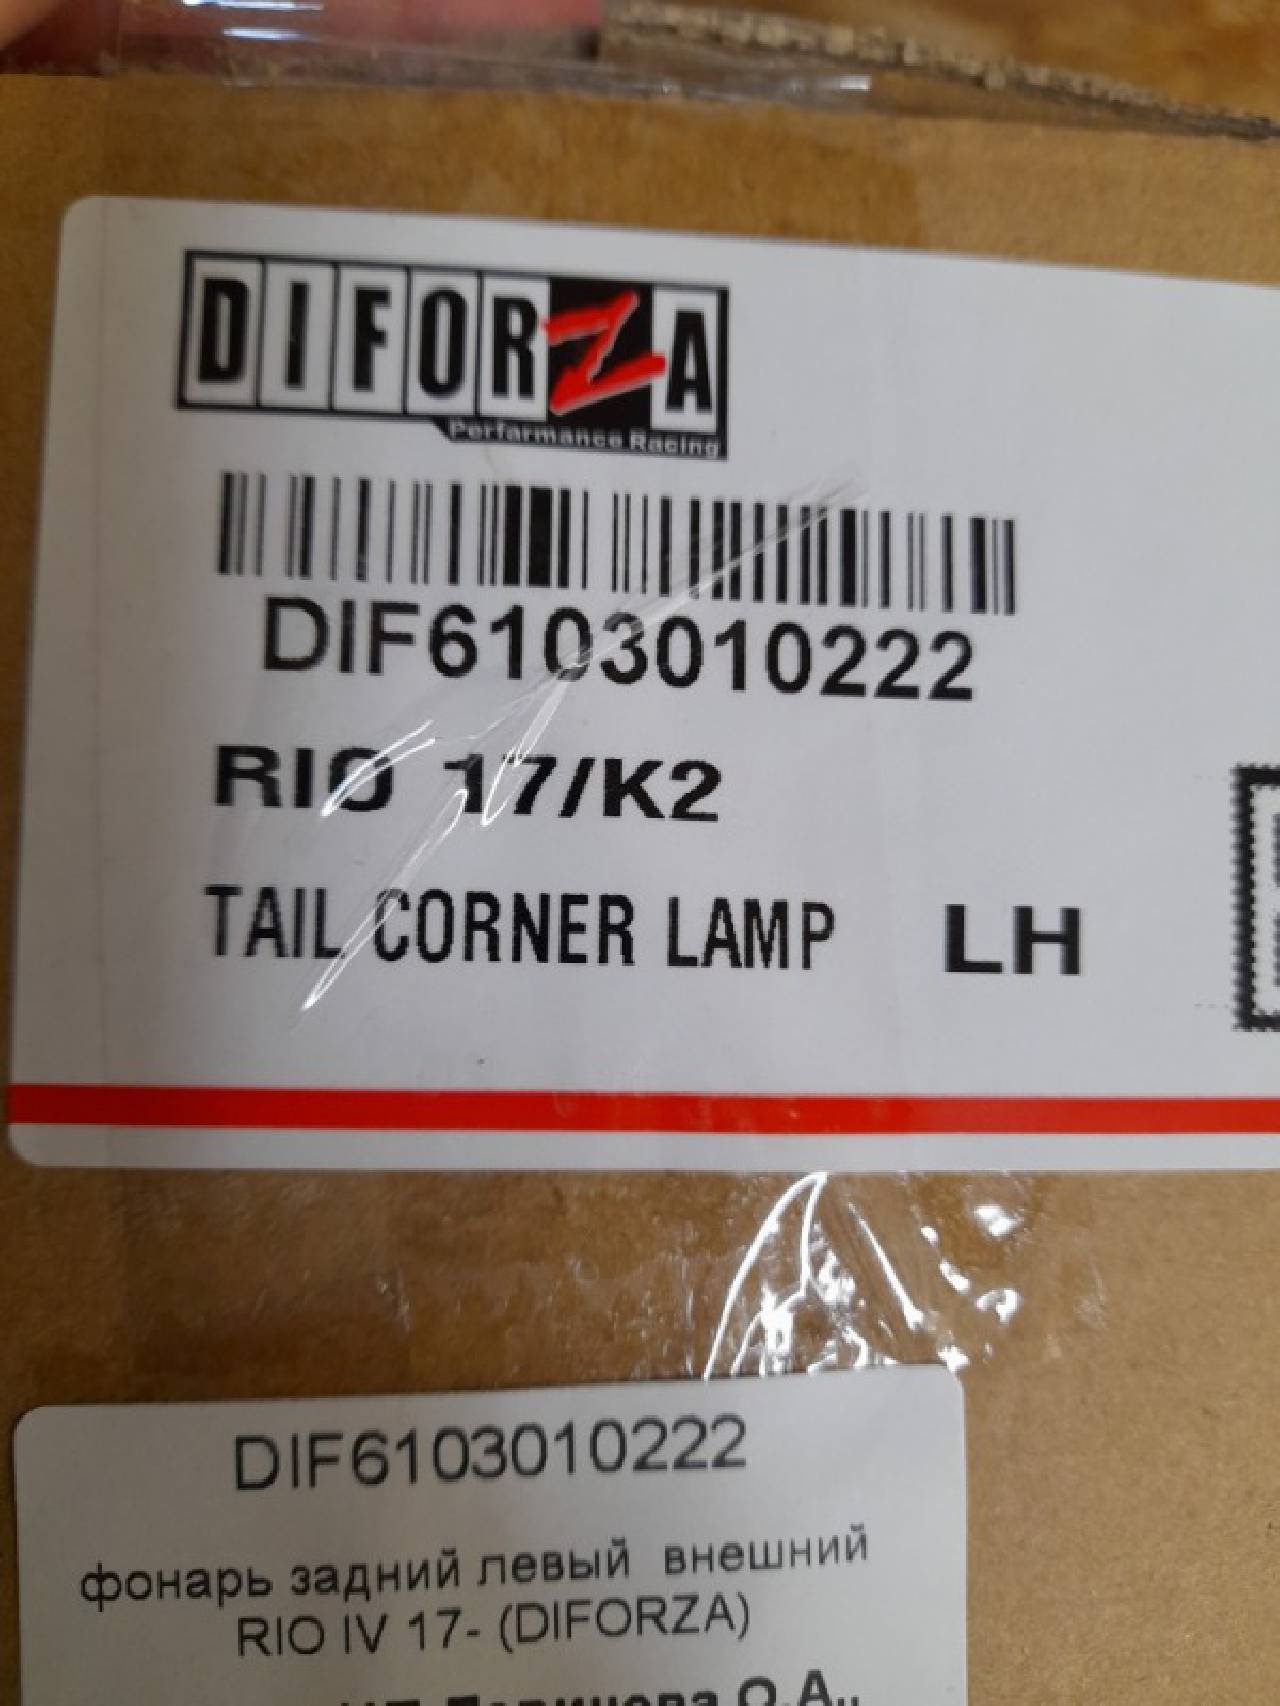 DIFORZA
Perfarmance Racing
DIF6103010222
RIO 17/K2
TAIL CORNER LAMP LH
DIF6103010222
фонарь задний левый внешний
RIO IV 17- (DIFORZA)
О.А.,